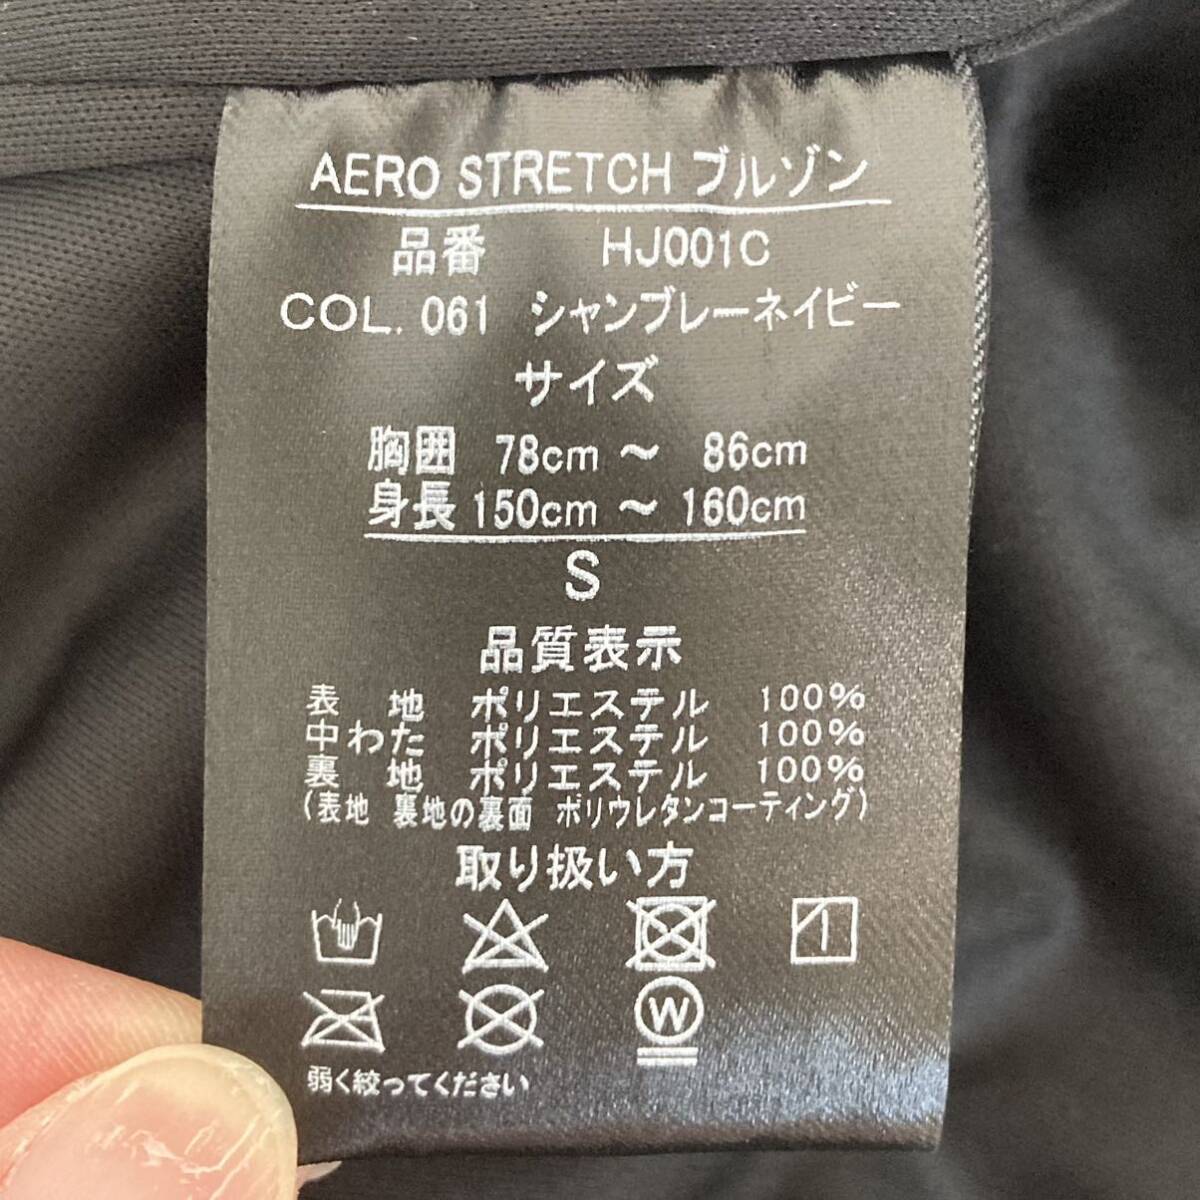 AERO STRETCH ブルゾン
品番 HJ001C
COL. 061 シャンブレーネイビー
サイズ
胸囲 78cm ～ 86cm
身長 150cm ～ 160cm
S
品質表示
表 地 ポリエステル 100%
中わた ポリエステル 100%
裏 地 ポリエステル 100%
(表地 裏地の裏面 ポリウレタンコーティング)
取り扱い方
W
弱く絞ってください